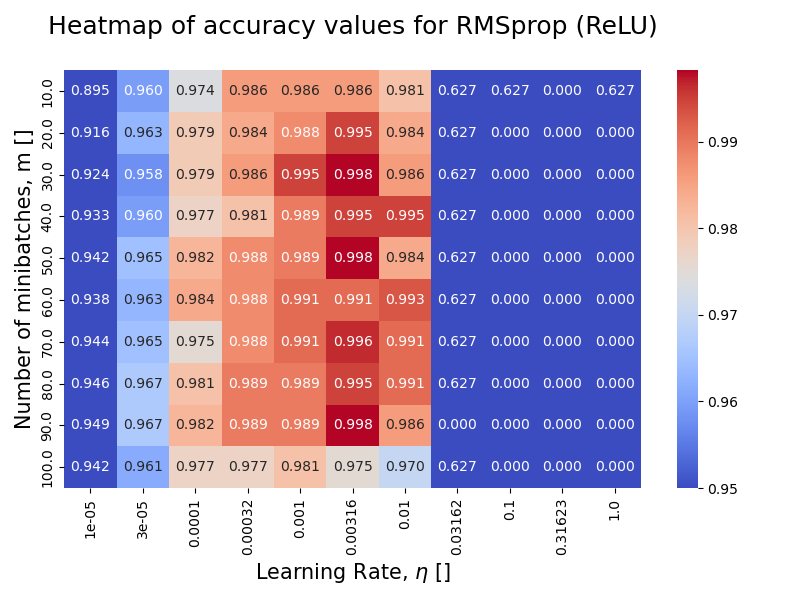 Heatmap of accuracy values for RMSprop (ReLU)
Number of minibatches, m []
10.0 0.895 0.960 0.974 0.986 0.986 0.986 0.981 0.627 0.627 0.000 0.627
20.0 0.916 0.963 0.979 0.984 0.988 0.995 0.984 0.627 0.000 0.000 0.000
30.0 0.924 0.958 0.979 0.986 0.995 0.998 0.986 0.627 0.000 0.000 0.000
40.0 0.933 0.960 0.977 0.981 0.989 0.995 0.995 0.627 0.000 0.000 0.000
50.0 0.942 0.965 0.982 0.988 0.989 0.998 0.984 0.627 0.000 0.000 0.000
60.0 0.938 0.963 0.984 0.988 0.991 0.991 0.993 0.627 0.000 0.000 0.000
70.0 0.944 0.965 0.975 0.988 0.991 0.996 0.991 0.627 0.000 0.000 0.000
80.0 0.946 0.967 0.981 0.989 0.989 0.995 0.991 0.627 0.000 0.000 0.000
90.0 0.949 0.967 0.982 0.989 0.989 0.998 0.986 0.000 0.000 0.000 0.000
100.0 0.942 0.961 0.977 0.977 0.981 0.975 0.970 0.627 0.000 0.000 0.000
1e-05 3e-05 0.0001 0.00032 0.001 0.00316 0.01 0.03162 0.1 0.31623 1.0
Learning Rate, η []
0.99
0.98
0.97
0.96
0.95